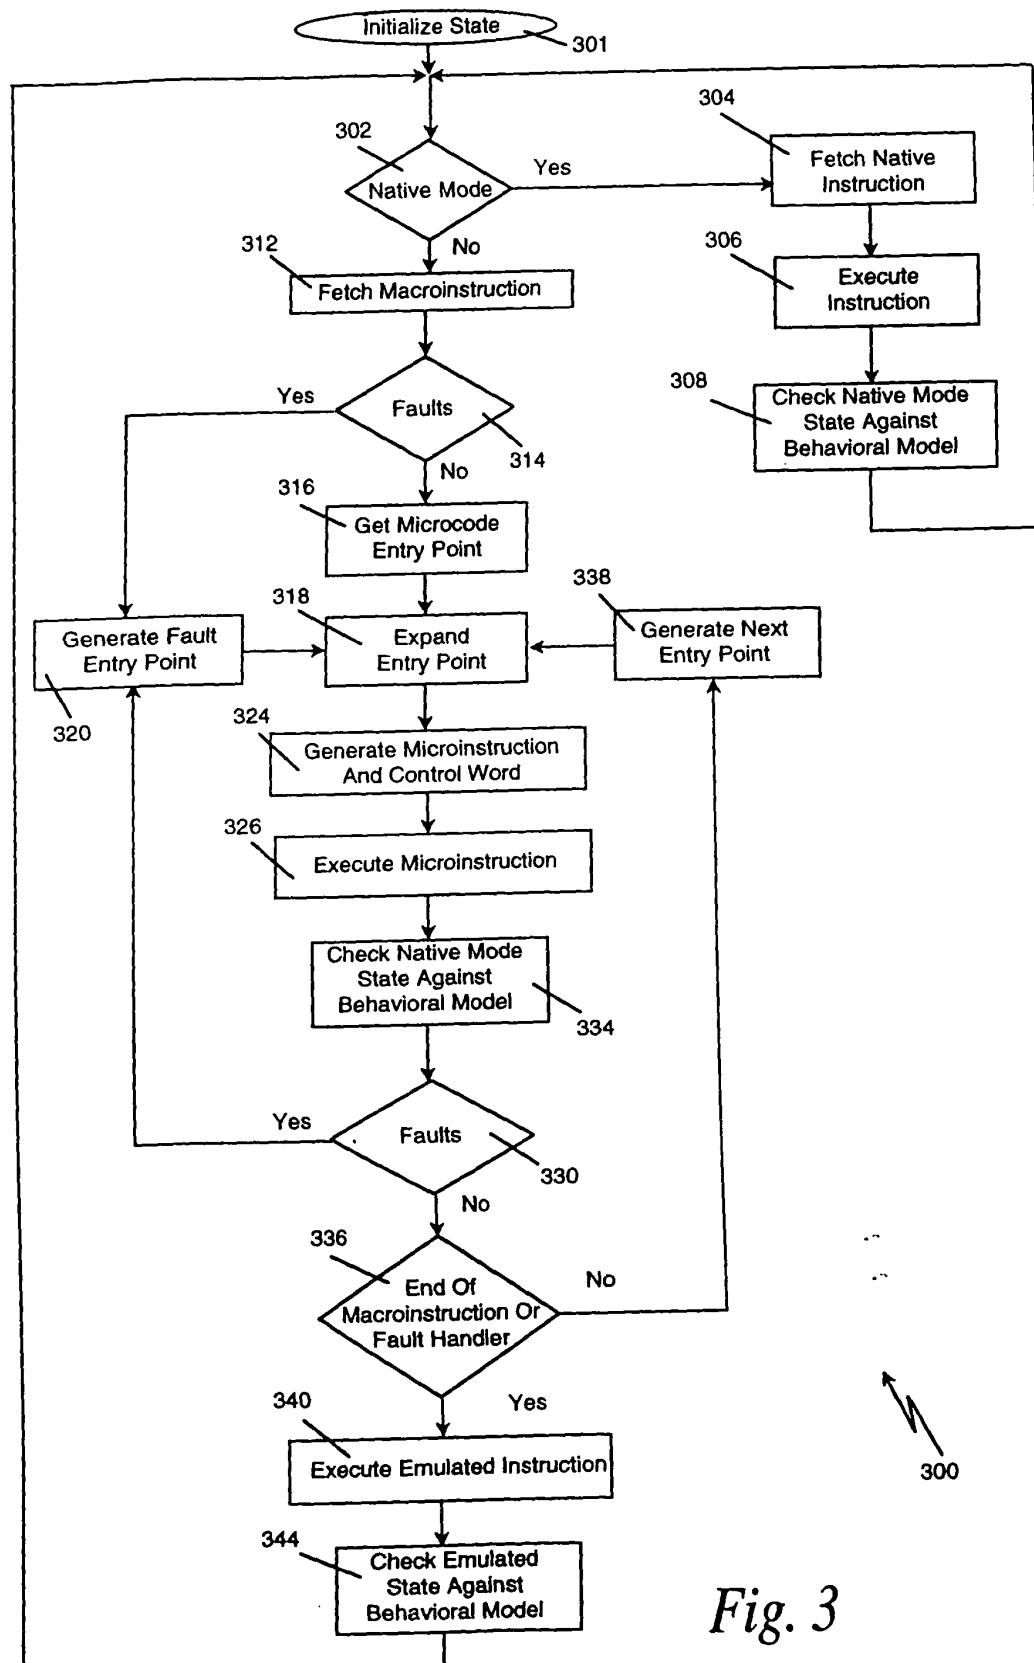 Initialize State
301
302
Native Mode
Yes
No
304
Fetch Native
Instruction
306
Execute
Instruction
308
Check Native Mode
State Against
Behavioral Model
312
Fetch Macroinstruction
Yes
Faults
314
No
316
Get Microcode
Entry Point
318
Expand
Entry Point
338
Generate Next
Entry Point
Generate Fault
Entry Point
320
324
Generate Microinstruction
And Control Word
326
Execute Microinstruction
Check Native Mode
State Against
Behavioral Model
334
Yes
Faults
330
No
336
End Of
Macroinstruction Or
Fault Handler
No
Yes
340
Execute Emulated Instruction
300
344
Check Emulated
State Against
Behavioral Model
Fig. 3